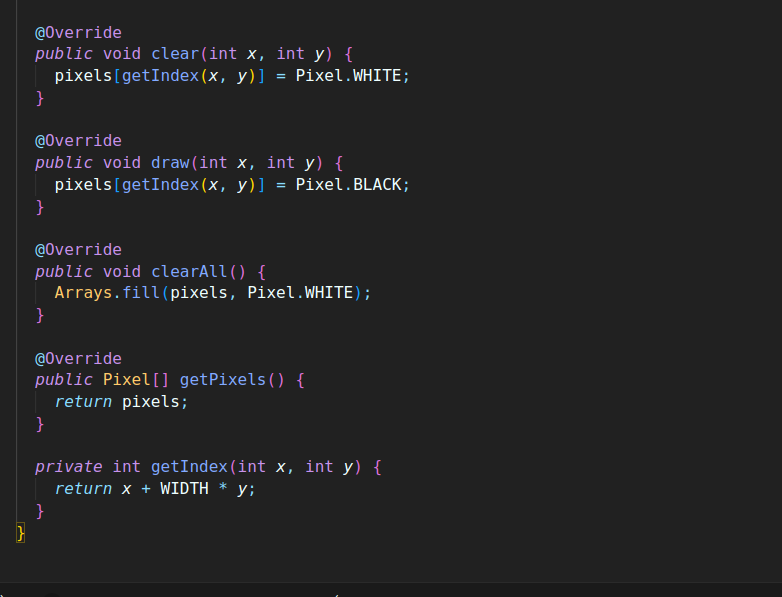 @Override
public void clear(int x, int y) {
pixels[getIndex(x, y)] = Pixel.WHITE;
}
@Override
public void draw(int x, int y) {
pixels[getIndex(x, y)] = Pixel.BLACK;
}
@Override
public void clearAll() {
Arrays.fill(pixels, Pixel.WHITE);
}
@Override
public Pixel[] getPixels() {
return pixels;
}
private int getIndex(int x, int y) {
return x + WIDTH * y;
}
}